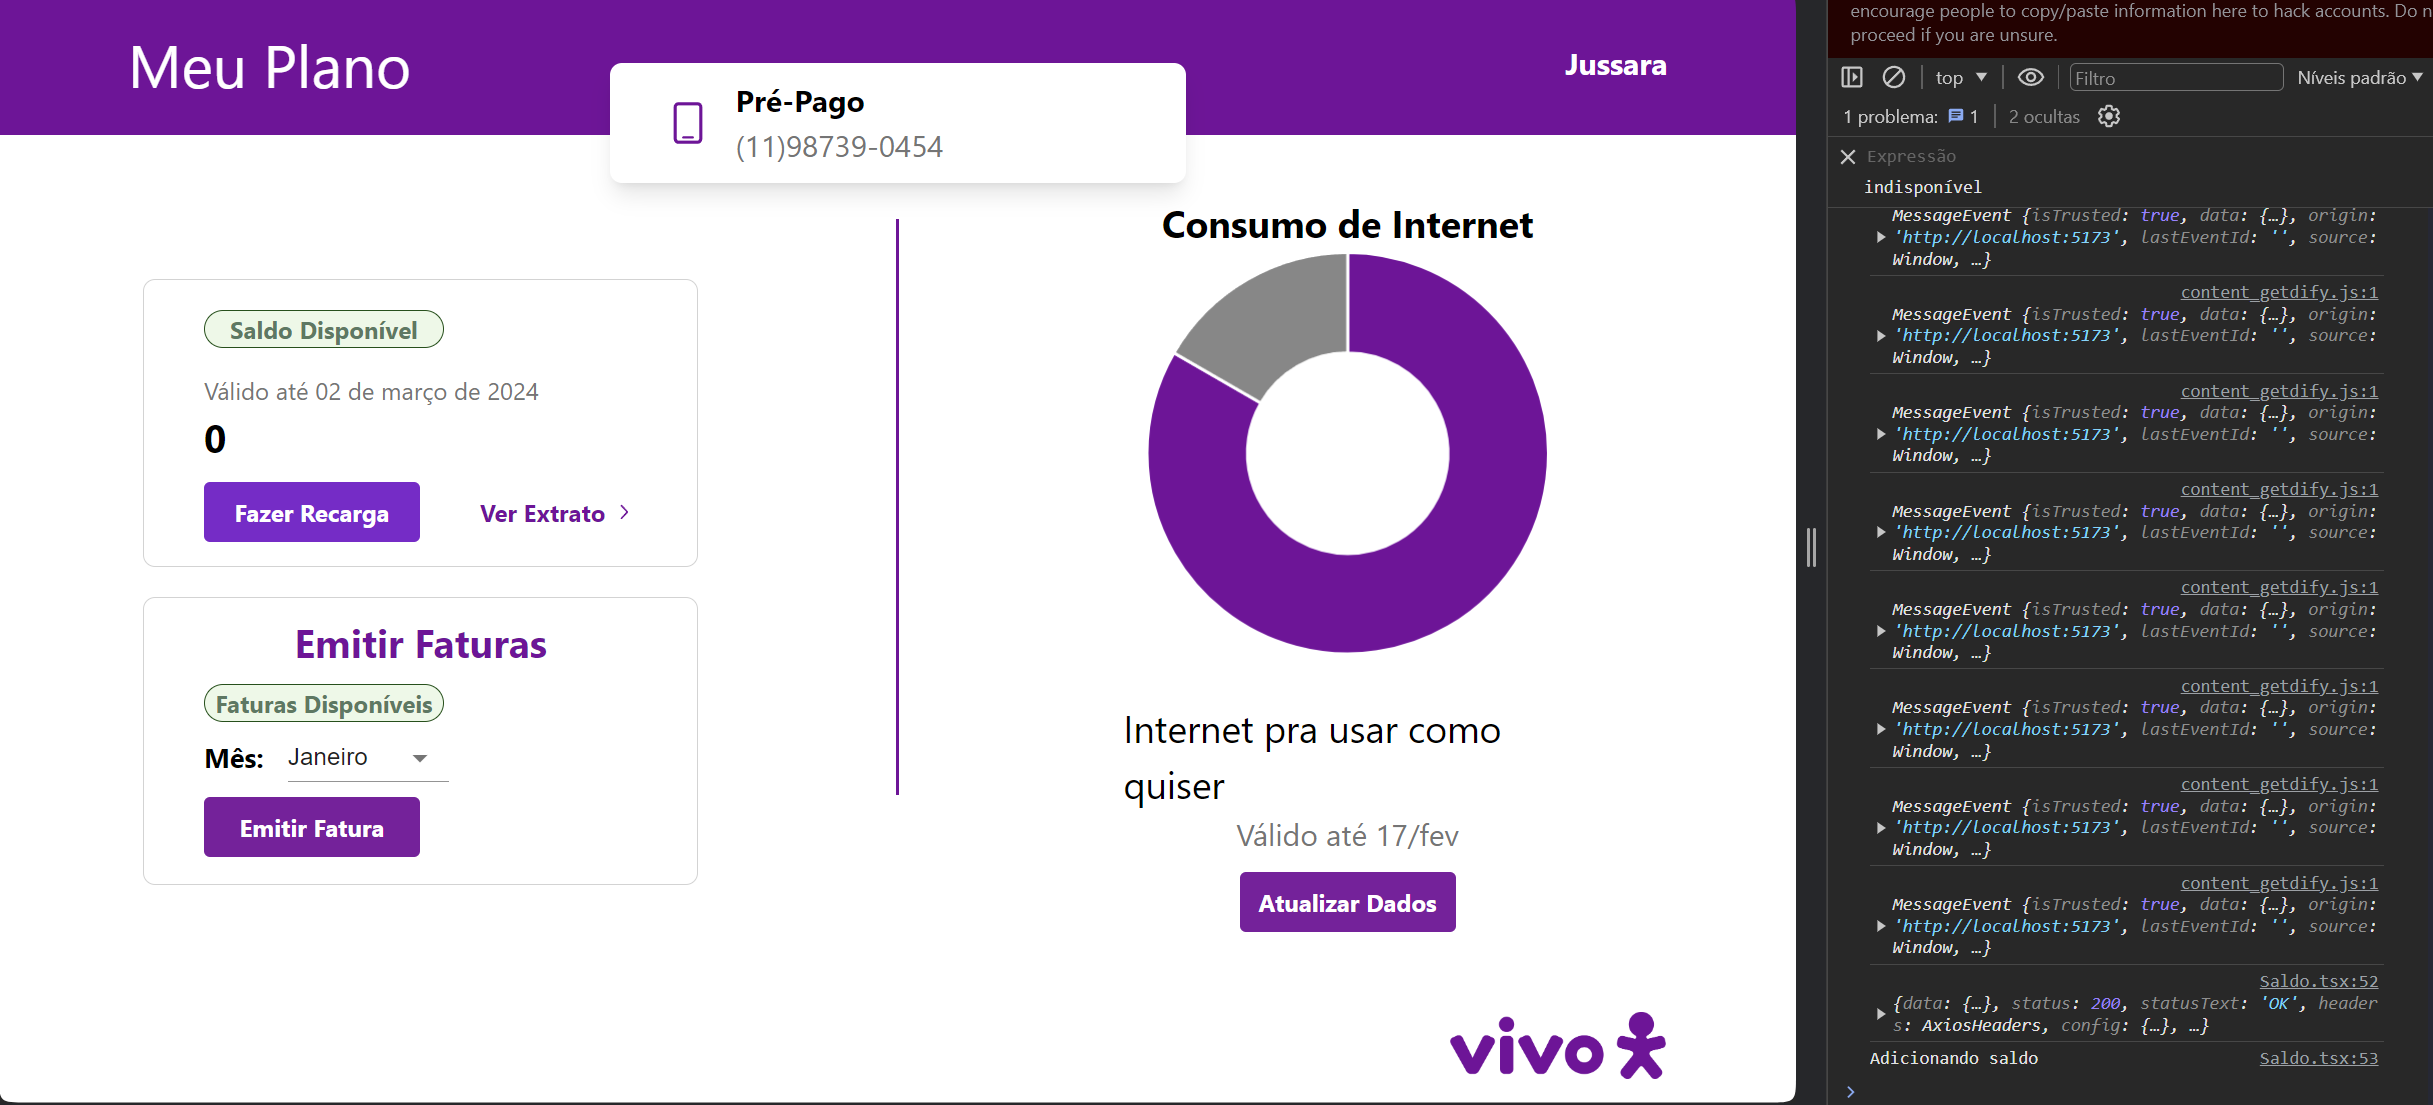 Meu Plano
Jussara
Pré-Pago
(11)98739-0454
Saldo Disponível
Válido até 02 de março de 2024
0
Fazer Recarga
Ver Extrato
Emitir Faturas
Faturas Disponíveis
Mês: Janeiro
Emitir Fatura
Consumo de Internet
Internet pra usar como
quiser
Válido até 17/fev
Atualizar Dados
vivo
encourage people to copy/paste information here to hack accounts. Do n
proceed if you are unsure.
top
Filtro
Níveis padrão
1 problema: 1
2 ocultas
Expressão
indisponível
MessageEvent {isTrusted: true, data: {…}, origin:
'http://localhost:5173', lastEventId: '', source:
Window, …}
content_getdify.js:1
MessageEvent {isTrusted: true, data: {…}, origin:
'http://localhost:5173', lastEventId: '', source:
Window, …}
content_getdify.js:1
MessageEvent {isTrusted: true, data: {…}, origin:
'http://localhost:5173', lastEventId: '', source:
Window, …}
content_getdify.js:1
MessageEvent {isTrusted: true, data: {…}, origin:
'http://localhost:5173', lastEventId: '', source:
Window, …}
content_getdify.js:1
MessageEvent {isTrusted: true, data: {…}, origin:
'http://localhost:5173', lastEventId: '', source:
Window, …}
content_getdify.js:1
MessageEvent {isTrusted: true, data: {…}, origin:
'http://localhost:5173', lastEventId: '', source:
Window, …}
content_getdify.js:1
MessageEvent {isTrusted: true, data: {…}, origin:
'http://localhost:5173', lastEventId: '', source:
Window, …}
content_getdify.js:1
MessageEvent {isTrusted: true, data: {…}, origin:
'http://localhost:5173', lastEventId: '', source:
Window, …}
Saldo.tsx:52
{data: {…}, status: 200, statusText: 'OK', header
s: AxiosHeaders, config: {…}, …}
Adicionando saldo
Saldo.tsx:53